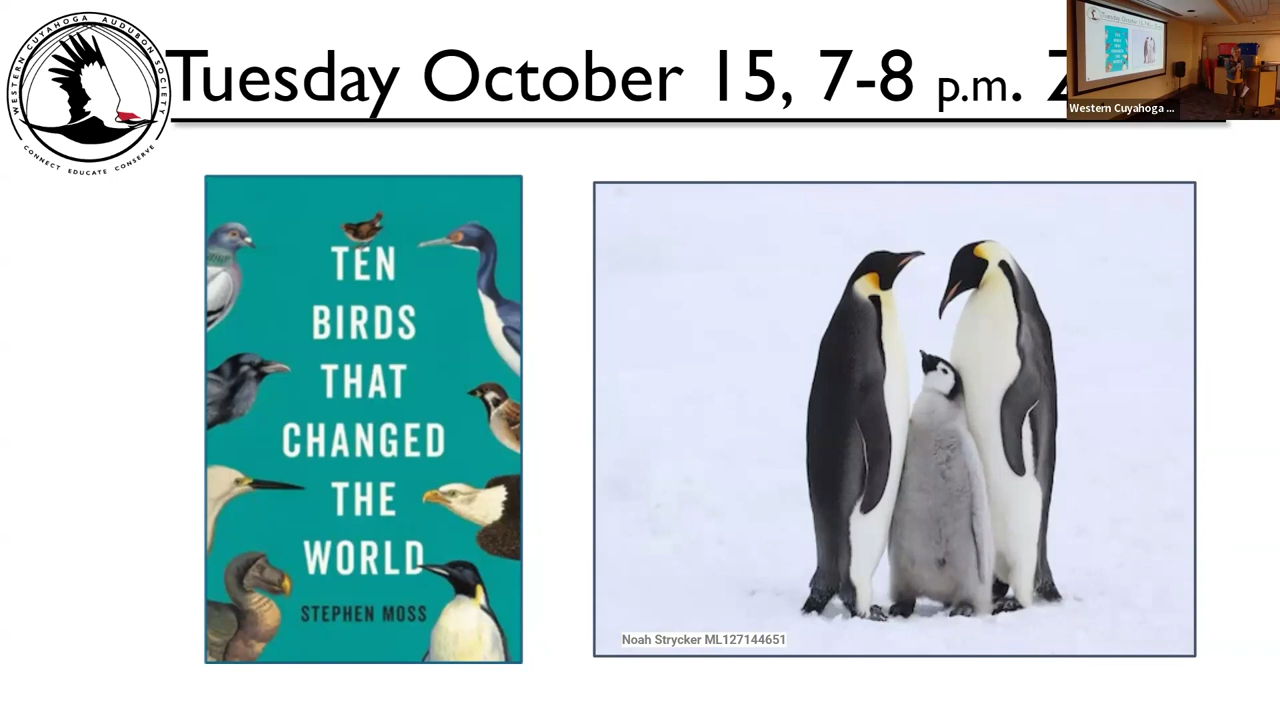 WESTERN CUYAHOGA AUDUBON SOCIETY
CONNECT EDUCATE CONSERVE
Tuesday October 15, 7-8 p.m.
Western Cuyahoga ...
TEN
BIRDS
THAT
CHANGED
THE
WORLD
STEPHEN MOSS
Noah Strycker ML127144651